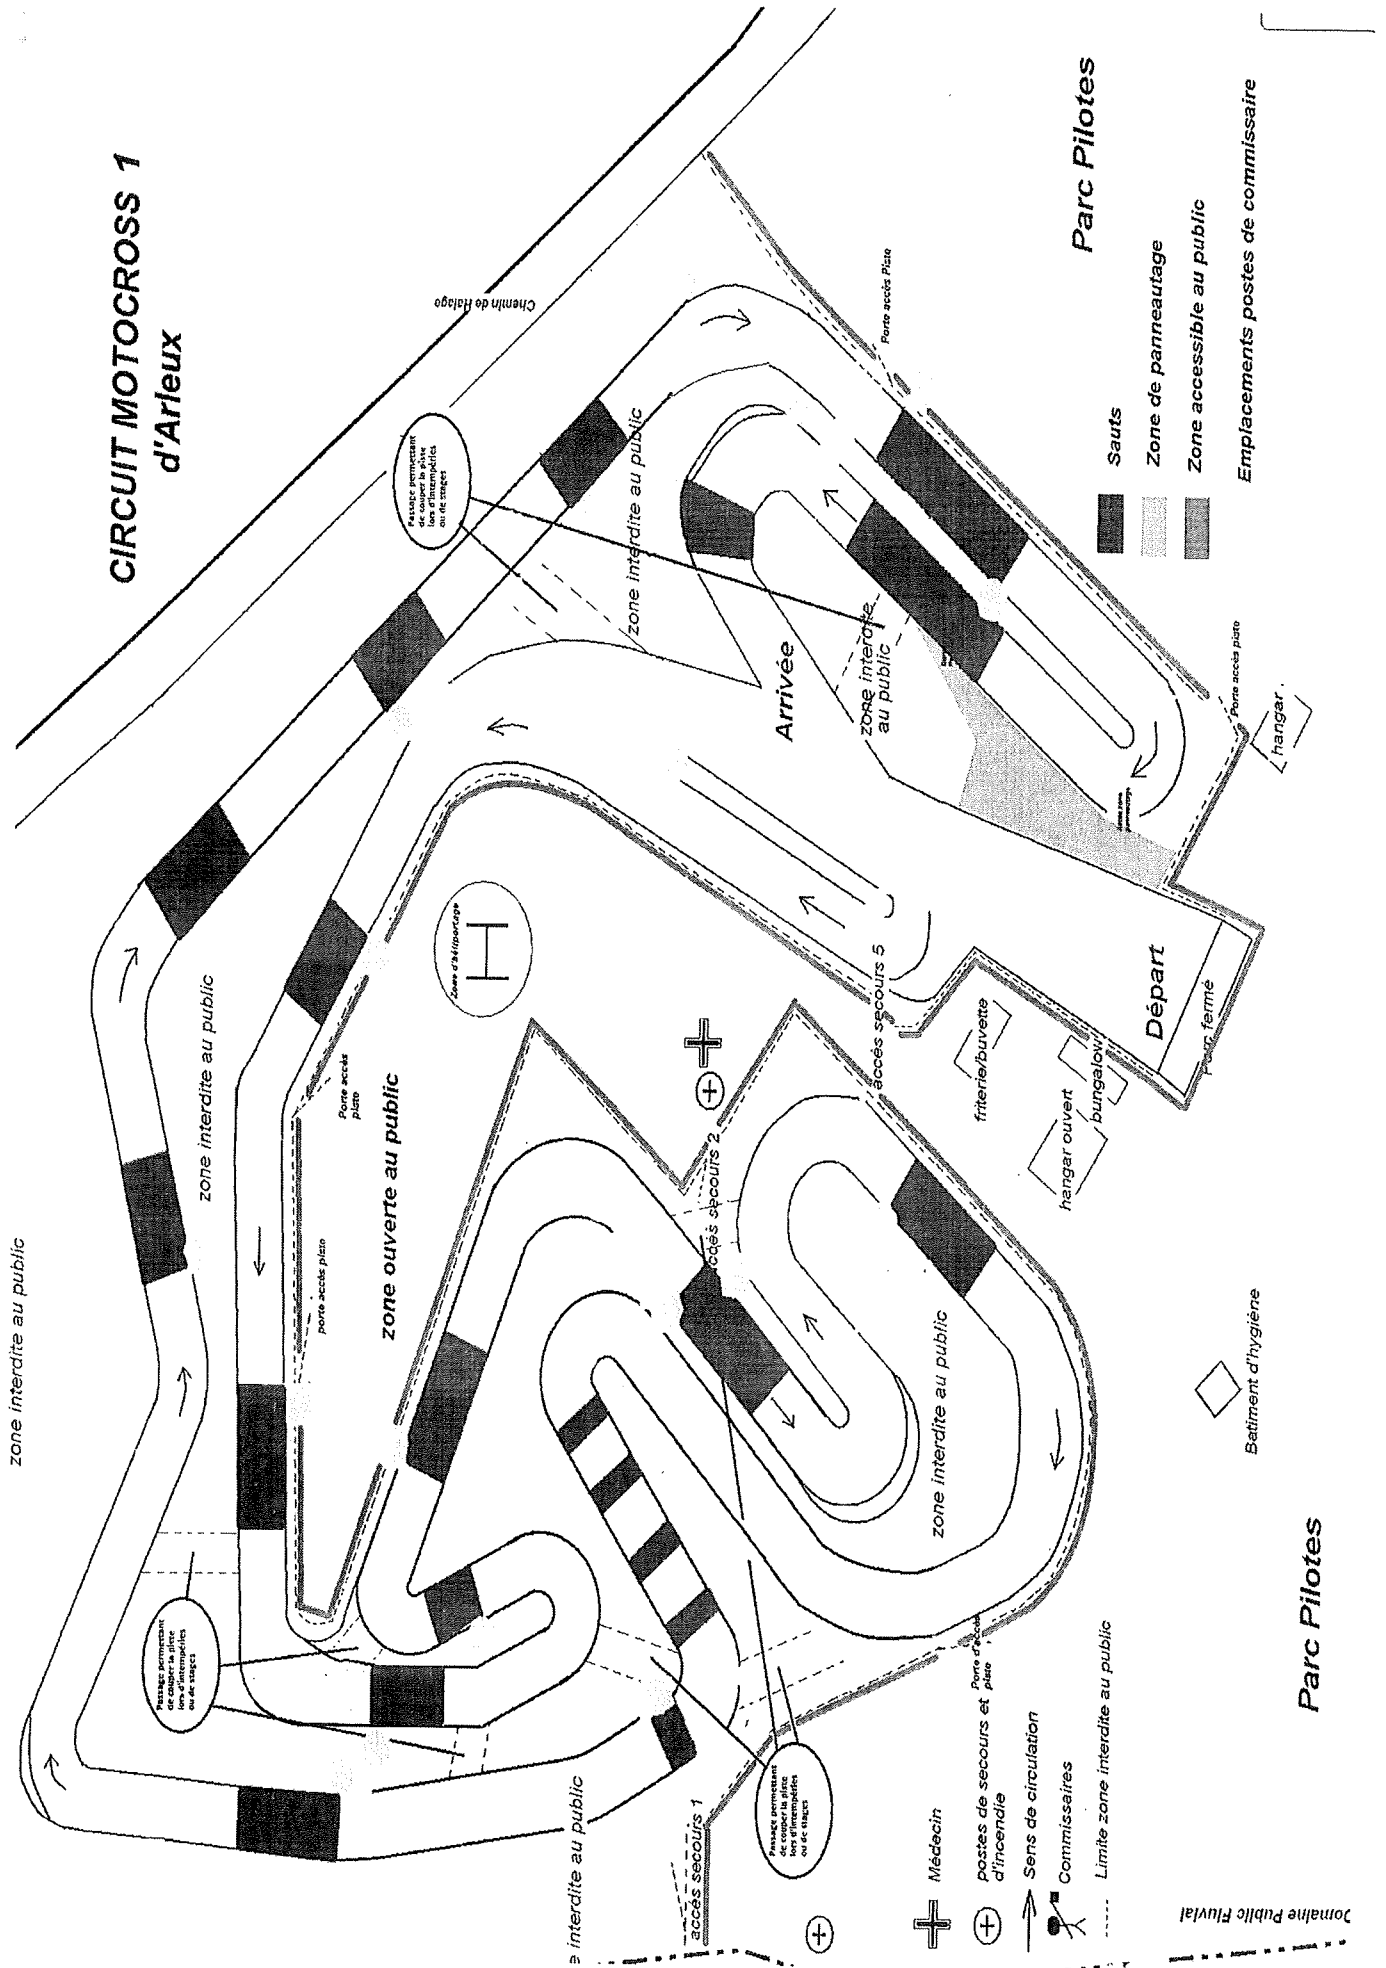 CIRCUIT MOTOCROSS 1
d'Arleux
Chemin de Halage
Passage permettant
de couper la piste
lors d'intempéries
ou de stages
zone interdite au public
zone interdite au public
Porte accès Piste
Parc Pilotes
Sauts
Zone de panneautage
Zone accessible au public
Emplacements postes de commissaire
Arrivée
zone interdite
au public
Porte accès piste
hangar
zone interdite au public
zone interdite au public
Zone d'héliportage
H
Porte accès
piste
porte accès piste
zone ouverte au public
accès secours 2
accès secours 5
friterie/buvette
hangar ouvert
bungalow
Départ
Parc fermé
zone interdite au public
Batiment d'hygiène
Parc Pilotes
Passage permettant
de couper la piste
lors d'intempéries
ou de stages
Passage permettant
de couper la piste
lors d'intempéries
ou de stages
Porte d'accès
piste
e interdite au public
accès secours 1
Médecin
postes de secours et
d'incendie
Sens de circulation
Commissaires
Limite zone interdite au public
Domaine Public Fluvial